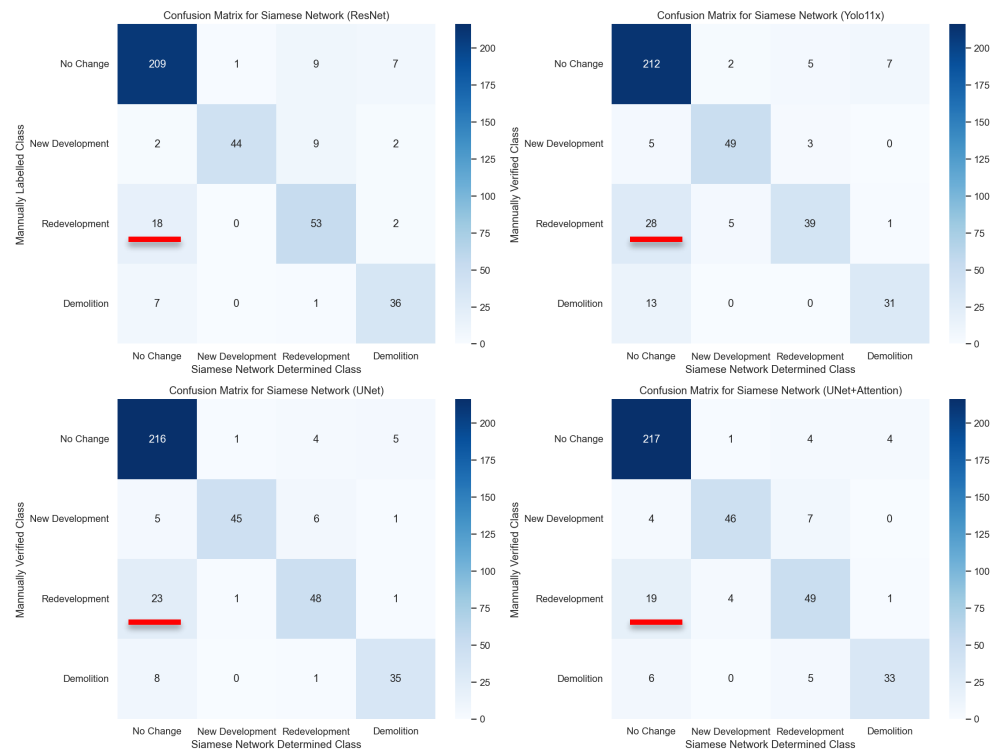 Confusion Matrix for Siamese Network (ResNet)
Mannually Labelled Class
No Change 209 1 9 7
New Development 2 44 9 2
Redevelopment 18 0 53 2
Demolition 7 0 1 36
No Change New Development Redevelopment Demolition
Siamese Network Determined Class
200
175
150
125
100
75
50
25
0
Confusion Matrix for Siamese Network (Yolo11x)
Mannually Verified Class
No Change 212 2 5 7
New Development 5 49 3 0
Redevelopment 28 5 39 1
Demolition 13 0 0 31
No Change New Development Redevelopment Demolition
Siamese Network Determined Class
200
175
150
125
100
75
50
25
0
Confusion Matrix for Siamese Network (UNet)
Mannually Verified Class
No Change 216 1 4 5
New Development 5 45 6 1
Redevelopment 23 1 48 1
Demolition 8 0 1 35
No Change New Development Redevelopment Demolition
Siamese Network Determined Class
200
175
150
125
100
75
50
25
0
Confusion Matrix for Siamese Network (UNet+Attention)
Mannually Verified Class
No Change 217 1 4 4
New Development 4 46 7 0
Redevelopment 19 4 49 1
Demolition 6 0 5 33
No Change New Development Redevelopment Demolition
Siamese Network Determined Class
200
175
150
125
100
75
50
25
0